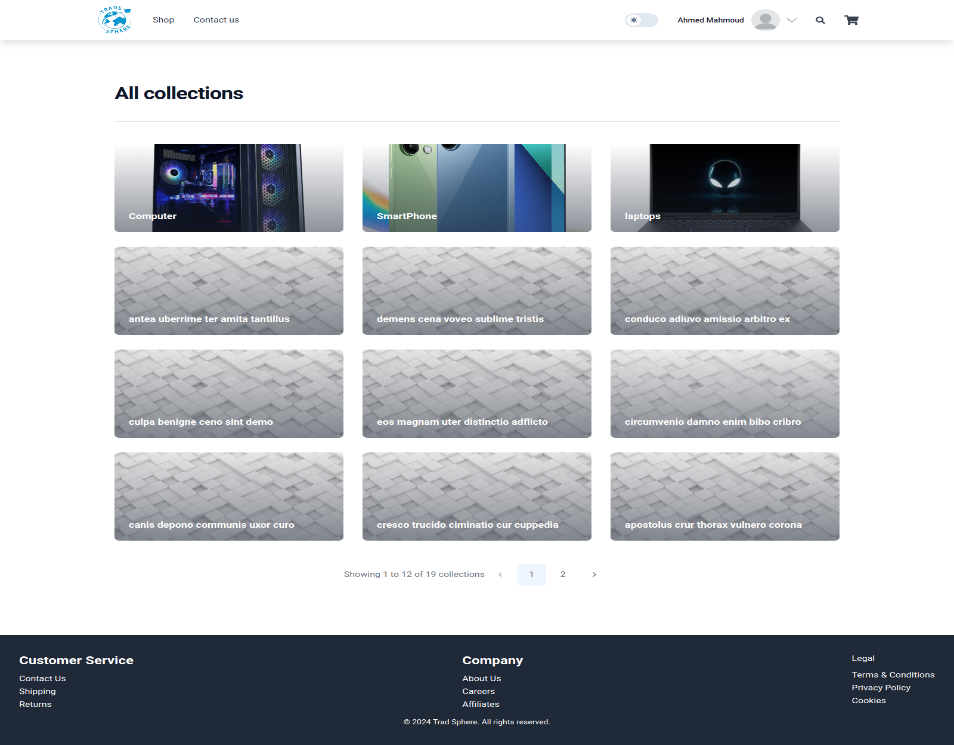 TRADE
SPHERE
Shop
Contact us
Ahmed Mahmoud
All collections
Computer
SmartPhone
laptops
antea uberrime ter amita tantillus
demens cena voveo sublime tristis
conduco adiuvo amissio arbitro ex
culpa benigne ceno sint demo
eos magnam uter distinctio adflicto
circumvenio damno enim bibo cribro
canis depono communis uxor curo
cresco trucido ciminatio cur cuppedia
apostolus crur thorax vulnero corona
Showing 1 to 12 of 19 collections
1
2
Customer Service
Contact Us
Shipping
Returns
Company
About Us
Careers
Affiliates
Legal
Terms & Conditions
Privacy Policy
Cookies
© 2024 Trad Sphere. All rights reserved.